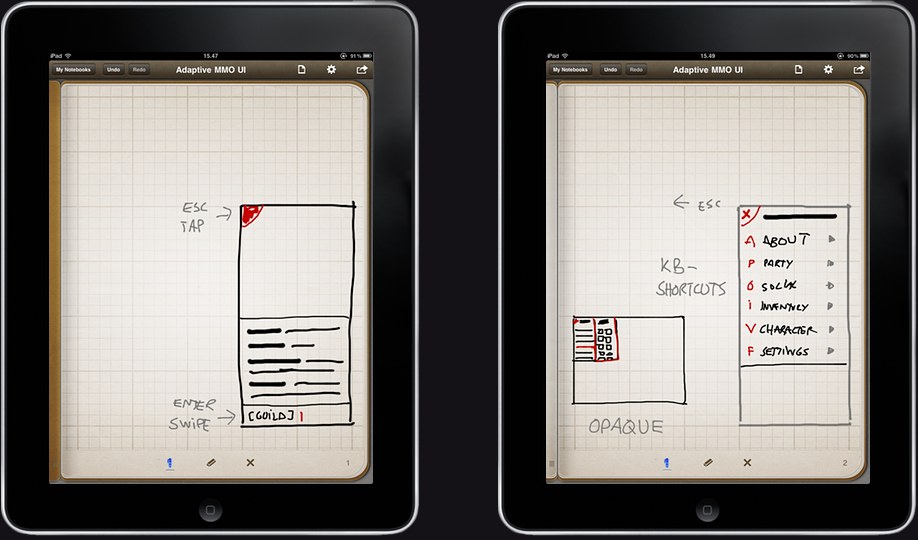 iPad 15.47 91%
My Notebooks Undo Redo Adaptive MMO UI
ESC
TAP
ENTER
SWIPE
[GUILD]
1
iPad 15.49 90%
My Notebooks Undo Redo Adaptive MMO UI
ESC
X
A ABOUT
P PARTY
O SOCIAL
i INVENTORY
V CHARACTER
F SETTINGS
KB-
SHORTCUTS
OPAQUE
2